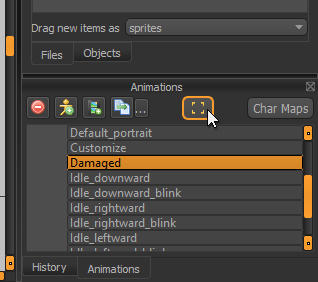 Drag new items as sprites
Files Objects
Animations
... Char Maps
Default_portrait
Customize
Damaged
Idle_downward
Idle_downward_blink
Idle_rightward
Idle_rightward_blink
Idle_leftward
History Animations